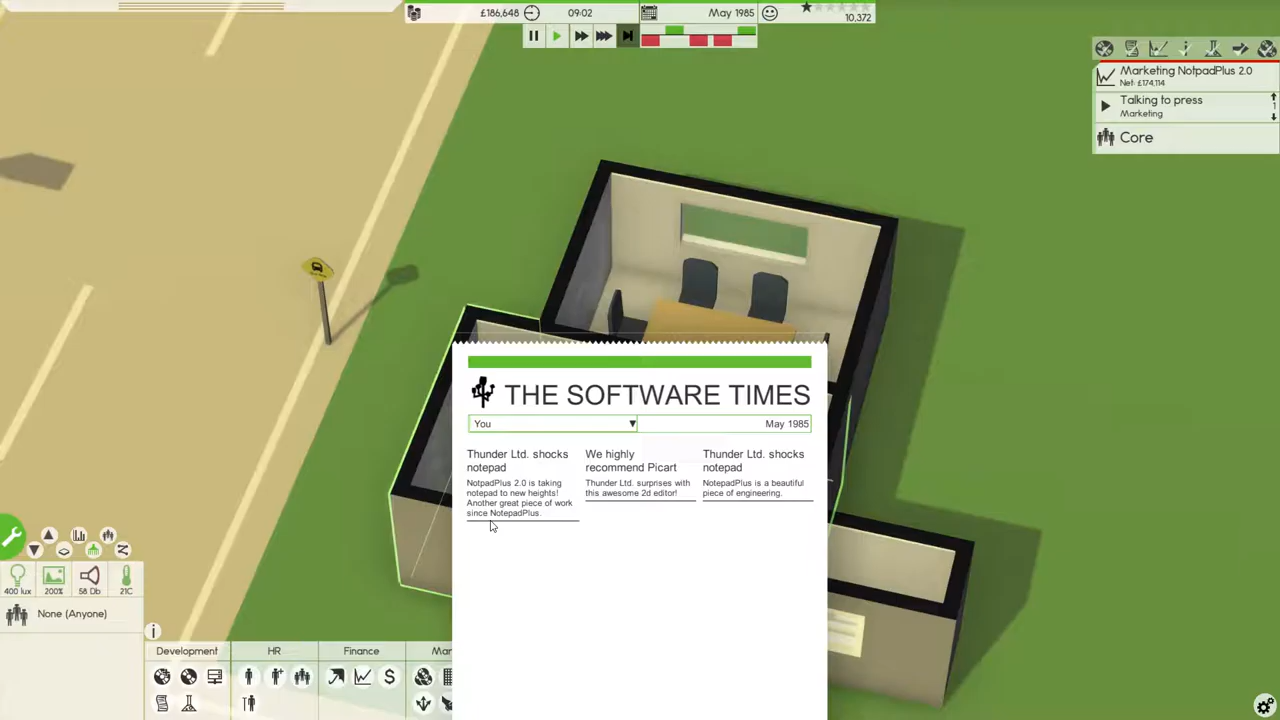 £186,648
09-02
May 1985
10,372
Marketing NotpadPlus 2.0
Net: £174,114
Talking to press
Marketing
1
Core
THE SOFTWARE TIMES
You
May 1985
Thunder Ltd. shocks
notepad
NotpadPlus 2.0 is taking
notepad to new heights!
Another great piece of work
since NotepadPlus.
We highly
recommend Picart
Thunder Ltd. surprises with
this awesome 2d editor!
Thunder Ltd. shocks
notepad
NotepadPlus is a beautiful
piece of engineering.
400 lux
200%
58 Db
21C
None (Anyone)
Development
HR
Finance